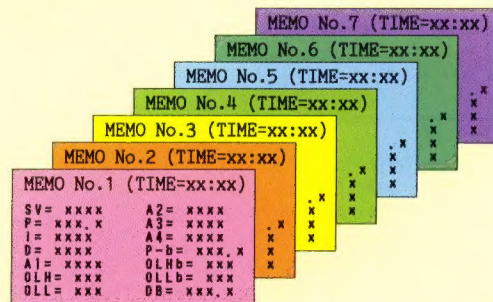 MEMO No.7 (TIME=xx:xx)
MEMO No.6 (TIME=xx:xx)
MEMO No.5 (TIME=xx:xx)
MEMO No.4 (TIME=xx:xx)
MEMO No.3 (TIME=xx:xx)
MEMO No.2 (TIME=xx:xx)
MEMO No.1 (TIME=xx:xx)
SV= xxxx A2= xxxx
P= xxx.x A3= xxxx
I= xxxx A4= xxxx
D= xxxx P-b= xxx.x
A1= xxxx OLHb= xxx
OLH= xxx OLLb= xxx
OLL= xxx DB= xxx.x
.x
x
x
x
.x
x
x
x
.x
x
x
x
.x
x
x
x
.x
x
x
x
.x
x
x
x